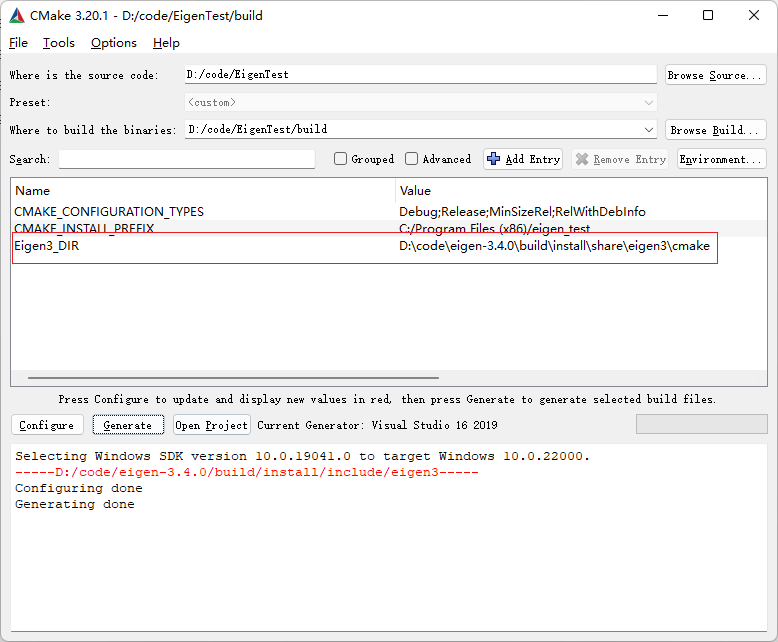 CMake 3.20.1 - D:/code/EigenTest/build
File Tools Options Help
Where is the source code: D:/code/EigenTest Browse Source...
Preset: <custom>
Where to build the binaries: D:/code/EigenTest/build Browse Build...
Search: Grouped Advanced Add Entry Remove Entry Environment...
Name Value
CMAKE_CONFIGURATION_TYPES Debug;Release;MinSizeRel;RelWithDebInfo
CMAKE_INSTALL_PREFIX C:/Program Files (x86)/eigen_test
Eigen3_DIR D:\code\eigen-3.4.0\build\install\share\eigen3\cmake
Press Configure to update and display new values in red, then press Generate to generate selected build files.
Configure Generate Open Project Current Generator: Visual Studio 16 2019
Selecting Windows SDK version 10.0.19041.0 to target Windows 10.0.22000.
-----D:/code/eigen-3.4.0/build/install/include/eigen3-----
Configuring done
Generating done